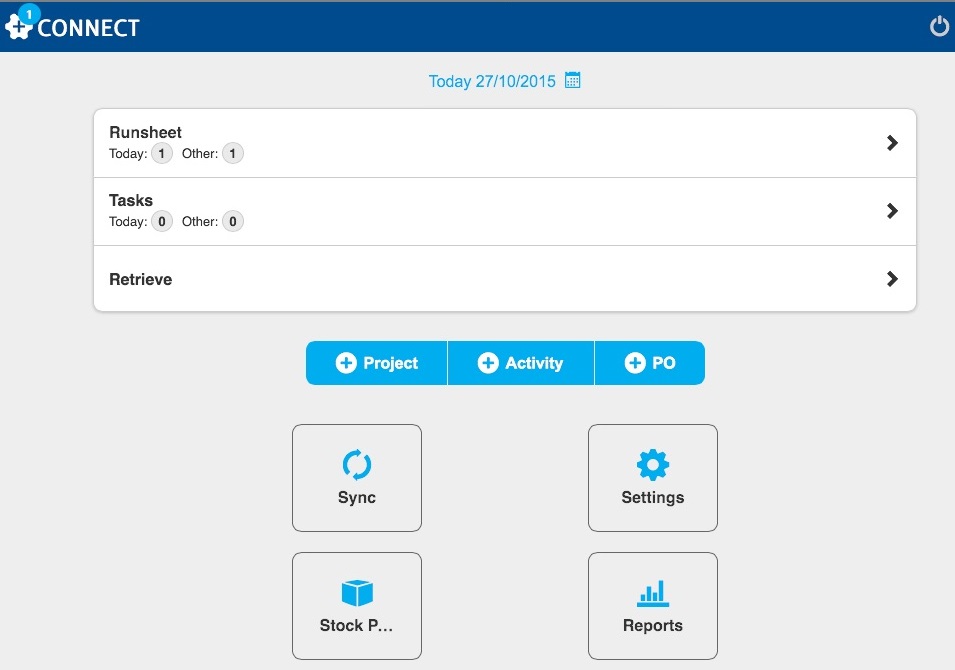 1
CONNECT
Today 27/10/2015
Runsheet
Today: 1 Other: 1
Tasks
Today: 0 Other: 0
Retrieve
Project Activity PO
Sync Settings
Stock P... Reports